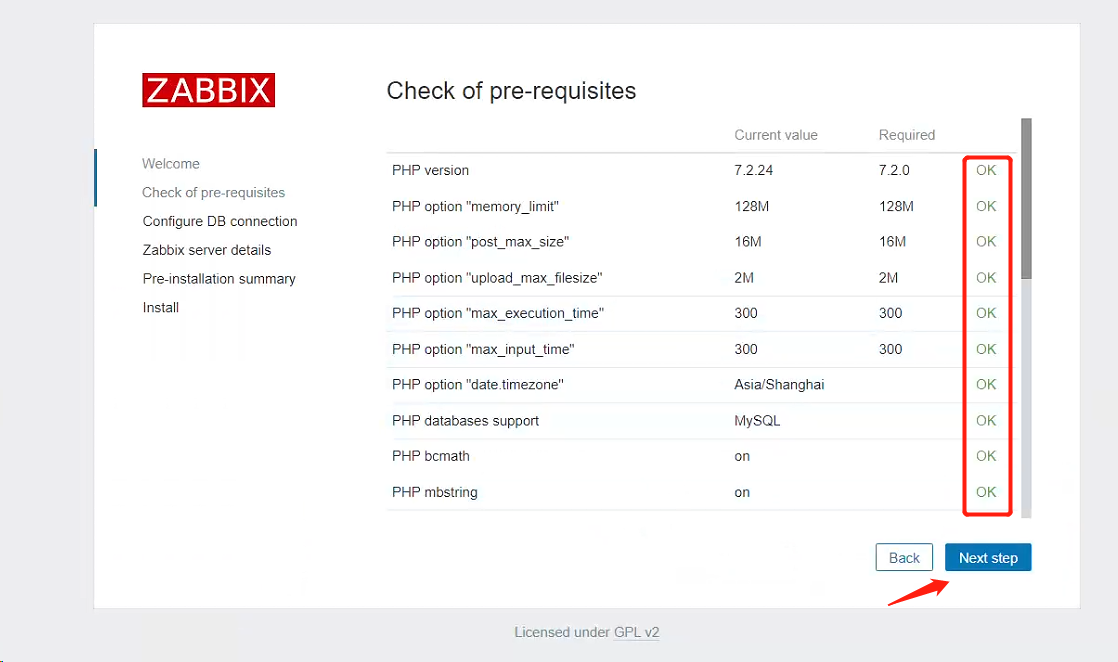 ZABBIX
Welcome
Check of pre-requisites
Configure DB connection
Zabbix server details
Pre-installation summary
Install
Check of pre-requisites
Current value Required
PHP version 7.2.24 7.2.0 OK
PHP option "memory_limit" 128M 128M OK
PHP option "post_max_size" 16M 16M OK
PHP option "upload_max_filesize" 2M 2M OK
PHP option "max_execution_time" 300 300 OK
PHP option "max_input_time" 300 300 OK
PHP option "date.timezone" Asia/Shanghai OK
PHP databases support MySQL OK
PHP bcmath on OK
PHP mbstring on OK
Back Next step
Licensed under GPL v2